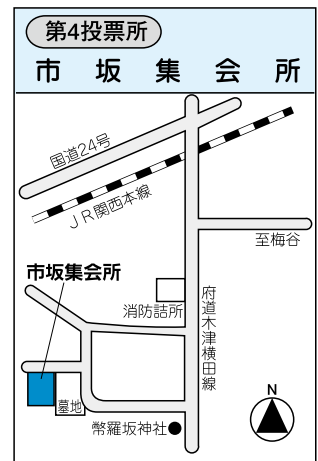 第4投票所
市坂集会所
国道24号
JR関西本線
至梅谷
市坂集会所
消防詰所
府道木津横田線
墓地
幣羅坂神社
N